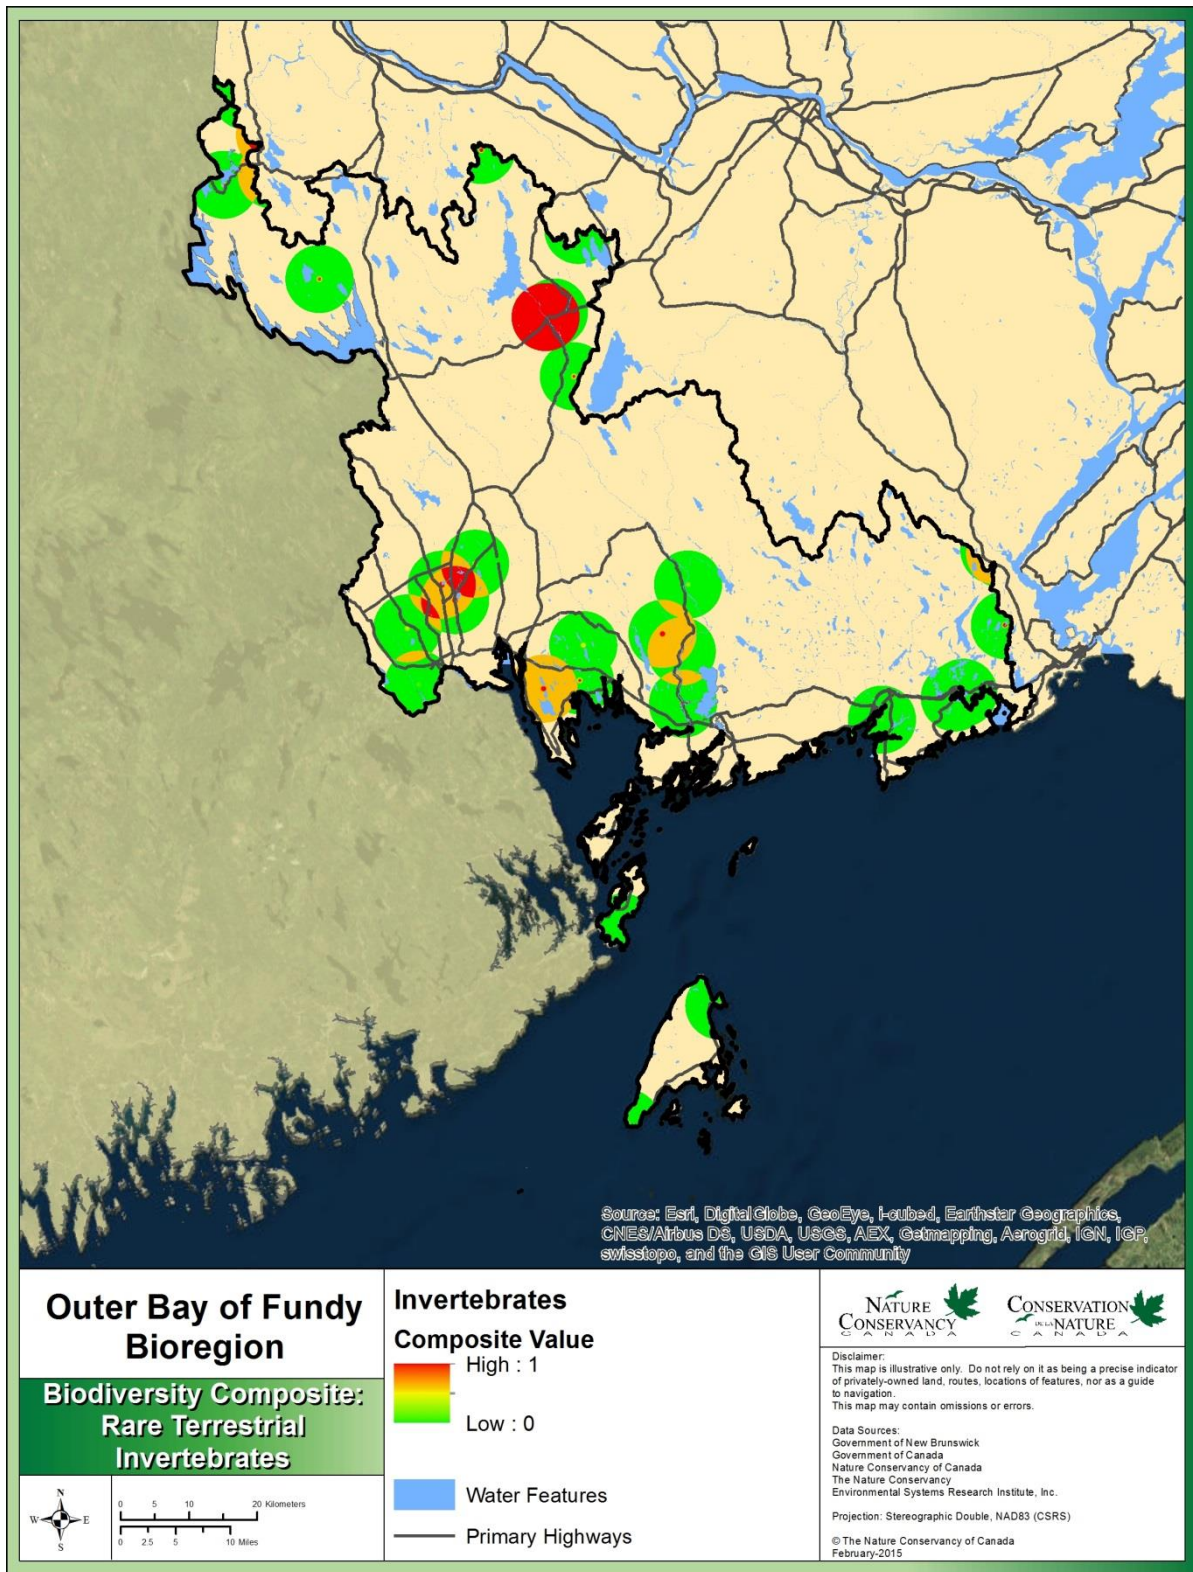 Source: Esri, DigitalGlobe, GeoEye, i-cubed, Earthstar Geographics,
CNES/Airbus DS, USDA, USGS, AEX, Getmapping, Aerogrid, IGN, IGP,
swisstopo, and the GIS User Community
Outer Bay of Fundy
Bioregion
Biodiversity Composite:
Rare Terrestrial
Invertebrates
N
W E
S
0 5 10 20 Kilometers
0 2.5 5 10 Miles
Invertebrates
Composite Value
High : 1
Low : 0
Water Features
Primary Highways
NATURE
CONSERVANCY
CANADA
CONSERVATION
DE LA NATURE
CANADA
Disclaimer:
This map is illustrative only. Do not rely on it as being a precise indicator
of privately-owned land, routes, locations of features, nor as a guide
to navigation.
This map may contain omissions or errors.
Data Sources:
Government of New Brunswick
Government of Canada
Nature Conservancy of Canada
The Nature Conservancy
Environmental Systems Research Institute, Inc.
Projection: Stereographic Double, NAD83 (CSRS)
© The Nature Conservancy of Canada
February-2015